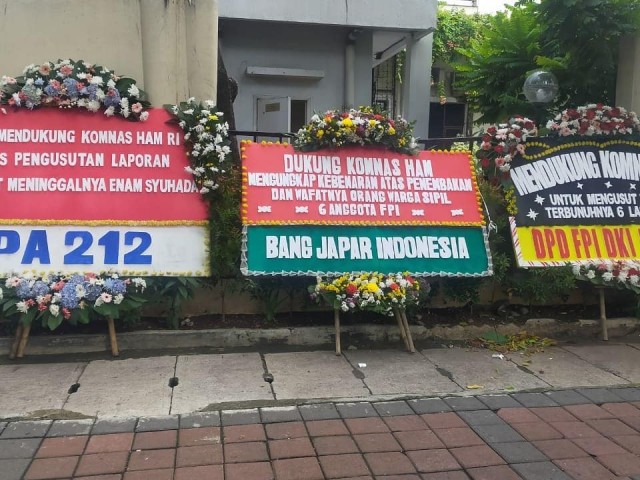 MENDUKUNG KOMNAS HAM RI
S PENGUSUTAN LAPORAN
T MENINGGALNYA ENAM SYUHADA
PA 212
DUKUNG KOMNAS HAM
MENGUNGKAP KEBENARAN ATAS PENEMBAKAN
DAN WAFATNYA ORANG WARGA SIPIL
6 ANGGOTA FPI
BANG JAPAR INDONESIA
MENDUKUNG KOMN
UNTUK MENGUSUT
TERBUNUHNYA 6 L
DPD FPI DKI